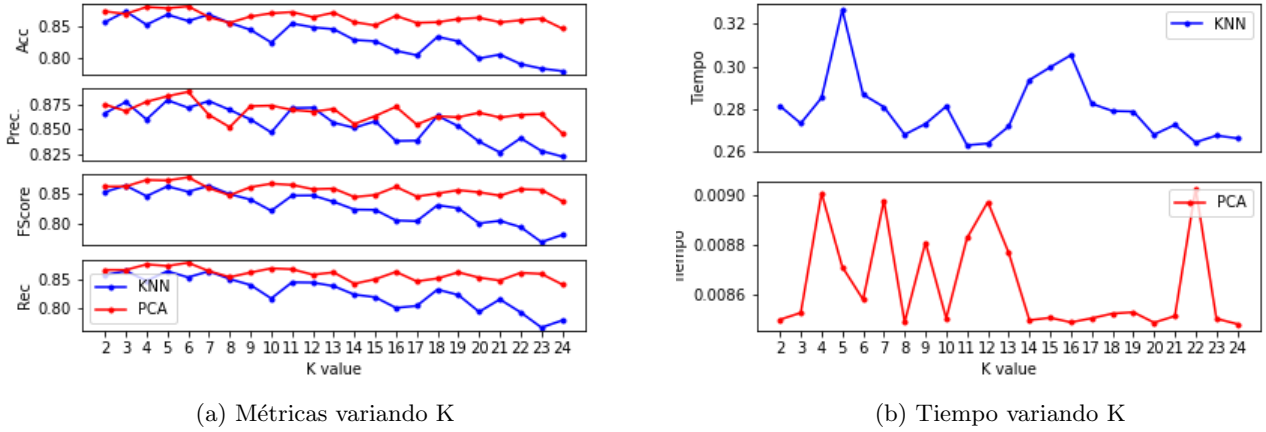 0.85
0.80
Acc
0.875
0.850
0.825
Prec.
0.85
0.80
FScore
0.85
0.80
Rec
KNN
PCA
2 3 4 5 6 7 8 9 10 11 12 13 14 15 16 17 18 19 20 21 22 23 24
K value
(a) Métricas variando K
0.32
0.30
0.28
0.26
Tiempo
KNN
0.0090
0.0088
0.0086
Tiempo
PCA
2 3 4 5 6 7 8 9 10 11 12 13 14 15 16 17 18 19 20 21 22 23 24
K value
(b) Tiempo variando K